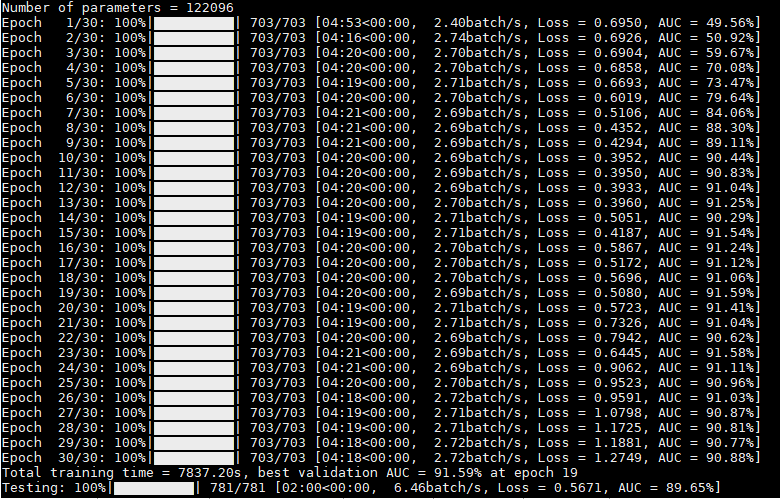 Number of parameters = 122096
Epoch   1/30: 100%|██████████| 703/703 [04:53<00:00,  2.40batch/s, Loss = 0.6950, AUC = 49.56%]
Epoch   2/30: 100%|██████████| 703/703 [04:16<00:00,  2.74batch/s, Loss = 0.6926, AUC = 50.92%]
Epoch   3/30: 100%|██████████| 703/703 [04:20<00:00,  2.70batch/s, Loss = 0.6904, AUC = 59.67%]
Epoch   4/30: 100%|██████████| 703/703 [04:20<00:00,  2.70batch/s, Loss = 0.6858, AUC = 70.08%]
Epoch   5/30: 100%|██████████| 703/703 [04:19<00:00,  2.71batch/s, Loss = 0.6693, AUC = 73.47%]
Epoch   6/30: 100%|██████████| 703/703 [04:20<00:00,  2.70batch/s, Loss = 0.6019, AUC = 79.64%]
Epoch   7/30: 100%|██████████| 703/703 [04:21<00:00,  2.69batch/s, Loss = 0.5106, AUC = 84.06%]
Epoch   8/30: 100%|██████████| 703/703 [04:21<00:00,  2.69batch/s, Loss = 0.4352, AUC = 88.30%]
Epoch   9/30: 100%|██████████| 703/703 [04:21<00:00,  2.69batch/s, Loss = 0.4294, AUC = 89.11%]
Epoch  10/30: 100%|██████████| 703/703 [04:20<00:00,  2.69batch/s, Loss = 0.3952, AUC = 90.44%]
Epoch  11/30: 100%|██████████| 703/703 [04:20<00:00,  2.69batch/s, Loss = 0.3950, AUC = 90.83%]
Epoch  12/30: 100%|██████████| 703/703 [04:20<00:00,  2.69batch/s, Loss = 0.3933, AUC = 91.04%]
Epoch  13/30: 100%|██████████| 703/703 [04:20<00:00,  2.70batch/s, Loss = 0.3960, AUC = 91.25%]
Epoch  14/30: 100%|██████████| 703/703 [04:19<00:00,  2.71batch/s, Loss = 0.5051, AUC = 90.29%]
Epoch  15/30: 100%|██████████| 703/703 [04:19<00:00,  2.71batch/s, Loss = 0.4187, AUC = 91.54%]
Epoch  16/30: 100%|██████████| 703/703 [04:20<00:00,  2.70batch/s, Loss = 0.5867, AUC = 91.24%]
Epoch  17/30: 100%|██████████| 703/703 [04:20<00:00,  2.70batch/s, Loss = 0.5172, AUC = 91.12%]
Epoch  18/30: 100%|██████████| 703/703 [04:20<00:00,  2.70batch/s, Loss = 0.5696, AUC = 91.06%]
Epoch  19/30: 100%|██████████| 703/703 [04:20<00:00,  2.69batch/s, Loss = 0.5080, AUC = 91.59%]
Epoch  20/30: 100%|██████████| 703/703 [04:19<00:00,  2.71batch/s, Loss = 0.5723, AUC = 91.41%]
Epoch  21/30: 100%|██████████| 703/703 [04:19<00:00,  2.71batch/s, Loss = 0.7326, AUC = 91.04%]
Epoch  22/30: 100%|██████████| 703/703 [04:20<00:00,  2.69batch/s, Loss = 0.7942, AUC = 90.62%]
Epoch  23/30: 100%|██████████| 703/703 [04:21<00:00,  2.69batch/s, Loss = 0.6445, AUC = 91.58%]
Epoch  24/30: 100%|██████████| 703/703 [04:21<00:00,  2.69batch/s, Loss = 0.9062, AUC = 91.11%]
Epoch  25/30: 100%|██████████| 703/703 [04:20<00:00,  2.70batch/s, Loss = 0.9523, AUC = 90.96%]
Epoch  26/30: 100%|██████████| 703/703 [04:18<00:00,  2.72batch/s, Loss = 0.9591, AUC = 91.03%]
Epoch  27/30: 100%|██████████| 703/703 [04:19<00:00,  2.71batch/s, Loss = 1.0798, AUC = 90.87%]
Epoch  28/30: 100%|██████████| 703/703 [04:19<00:00,  2.71batch/s, Loss = 1.1725, AUC = 90.81%]
Epoch  29/30: 100%|██████████| 703/703 [04:18<00:00,  2.72batch/s, Loss = 1.1881, AUC = 90.77%]
Epoch  30/30: 100%|██████████| 703/703 [04:18<00:00,  2.72batch/s, Loss = 1.2749, AUC = 90.88%]
Total training time = 7837.20s, best validation AUC = 91.59% at epoch 19
Testing: 100%|██████████| 781/781 [02:00<00:00,  6.46batch/s, Loss = 0.5671, AUC = 89.65%]